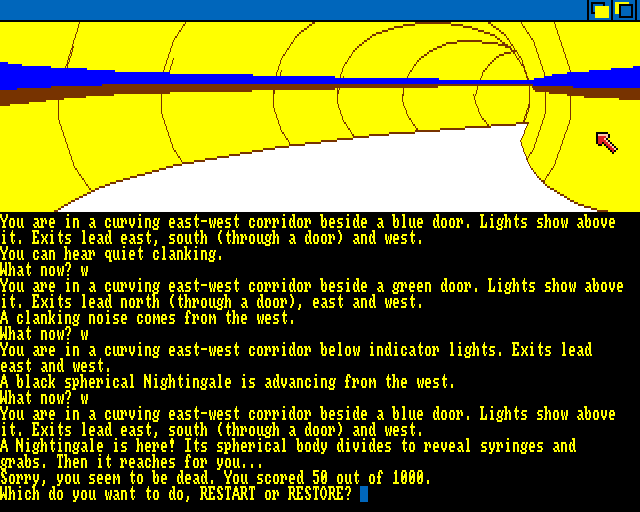 You are in a curving east-west corridor beside a blue door. Lights show above
it. Exits lead east, south (through a door) and west.
You can hear quiet clanking.
What now? w
You are in a curving east-west corridor beside a green door. Lights show above
it. Exits lead north (through a door), east and west.
A clanking noise comes from the west.
What now? w
You are in a curving east-west corridor below indicator lights. Exits lead
east and west.
A black spherical Nightingale is advancing from the west.
What now? w
You are in a curving east-west corridor beside a blue door. Lights show above
it. Exits lead east, south (through a door) and west.
A Nightingale is here! Its spherical body divides to reveal syringes and
grabs. Then it reaches for you...
Sorry, you seem to be dead. You scored 50 out of 1000.
Which do you want to do, RESTART or RESTORE?